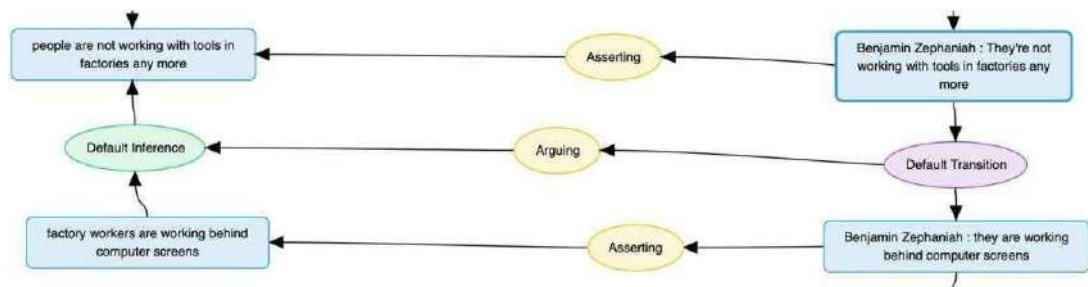 people are not working with tools in
factories any more
Asserting
Benjamin Zephaniah : They're not
working with tools in factories any
more
Default Inference
Arguing
Default Transition
factory workers are working behind
computer screens
Asserting
Benjamin Zephaniah : they are working
behind computer screens